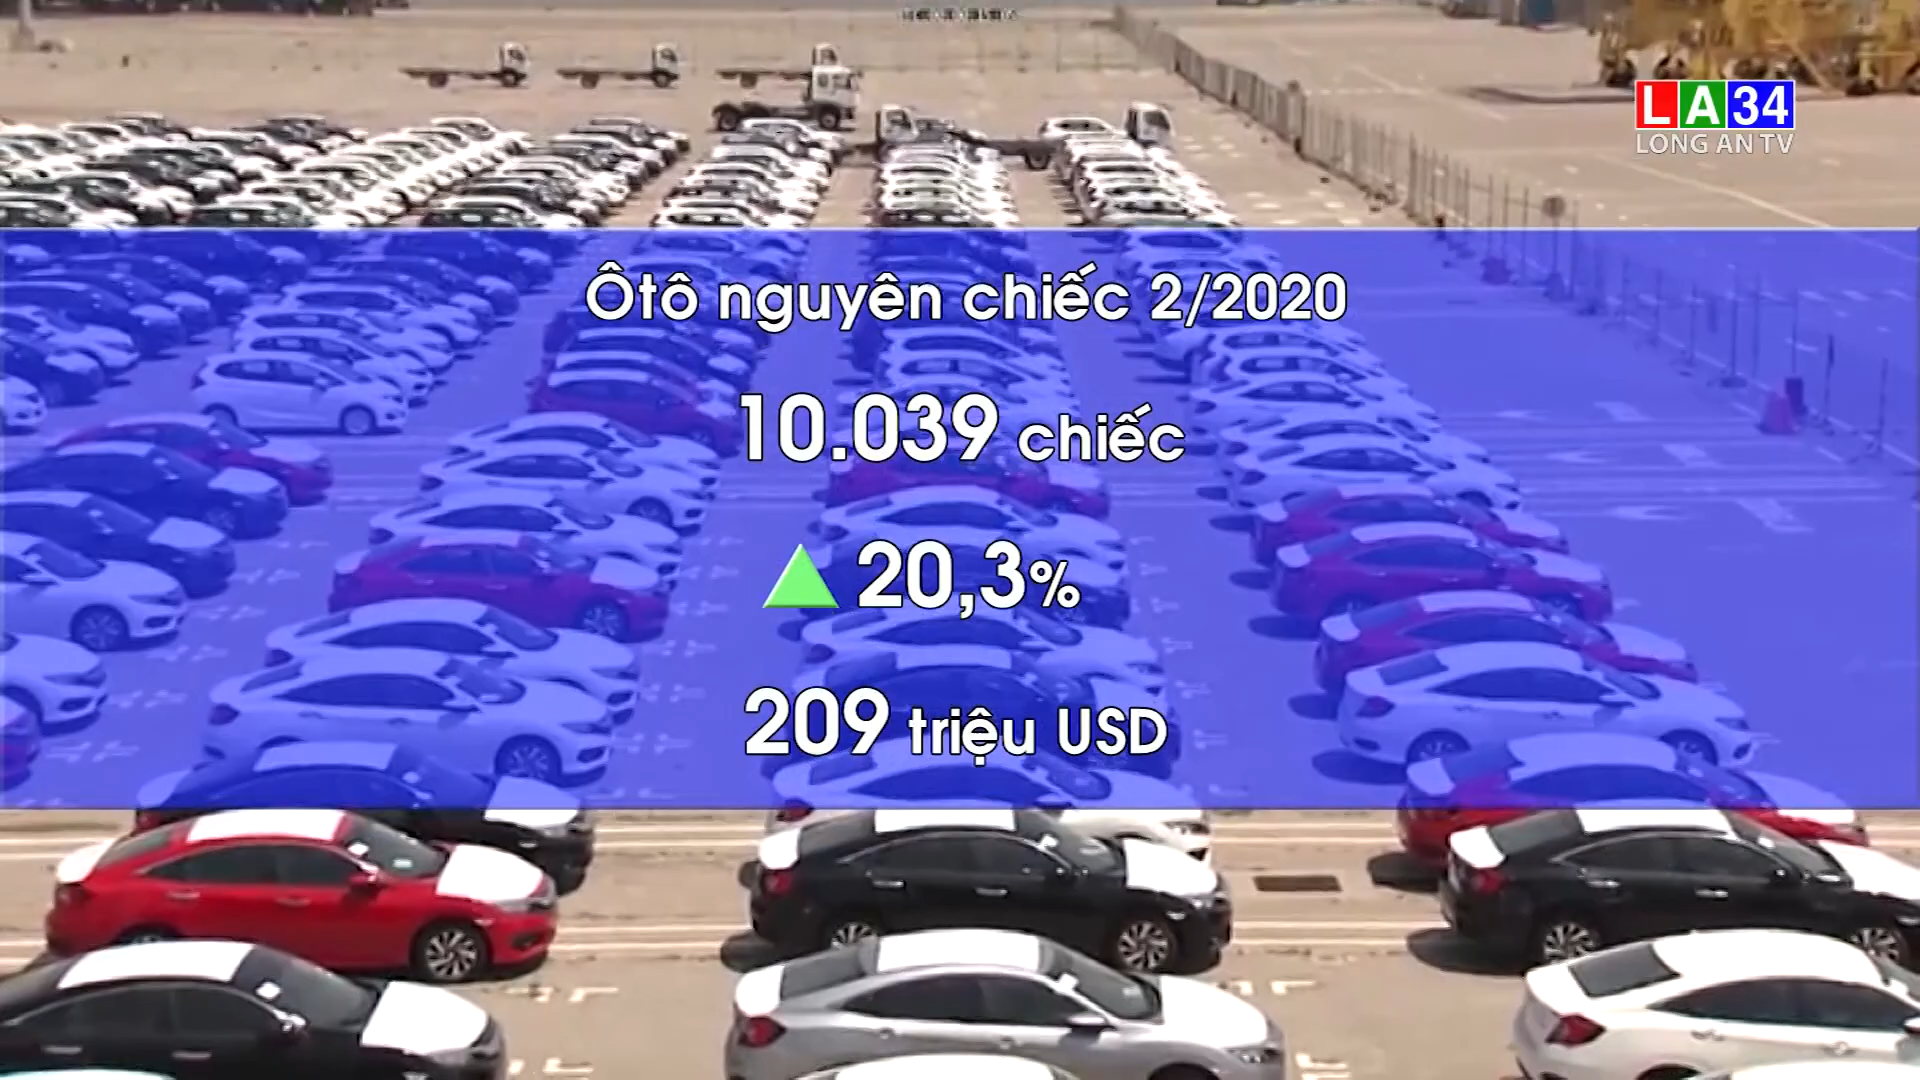 LA34
LONG AN TV
Ôtô nguyên chiếc 2/2020
10.039 chiếc
20,3%
209 triệu USD